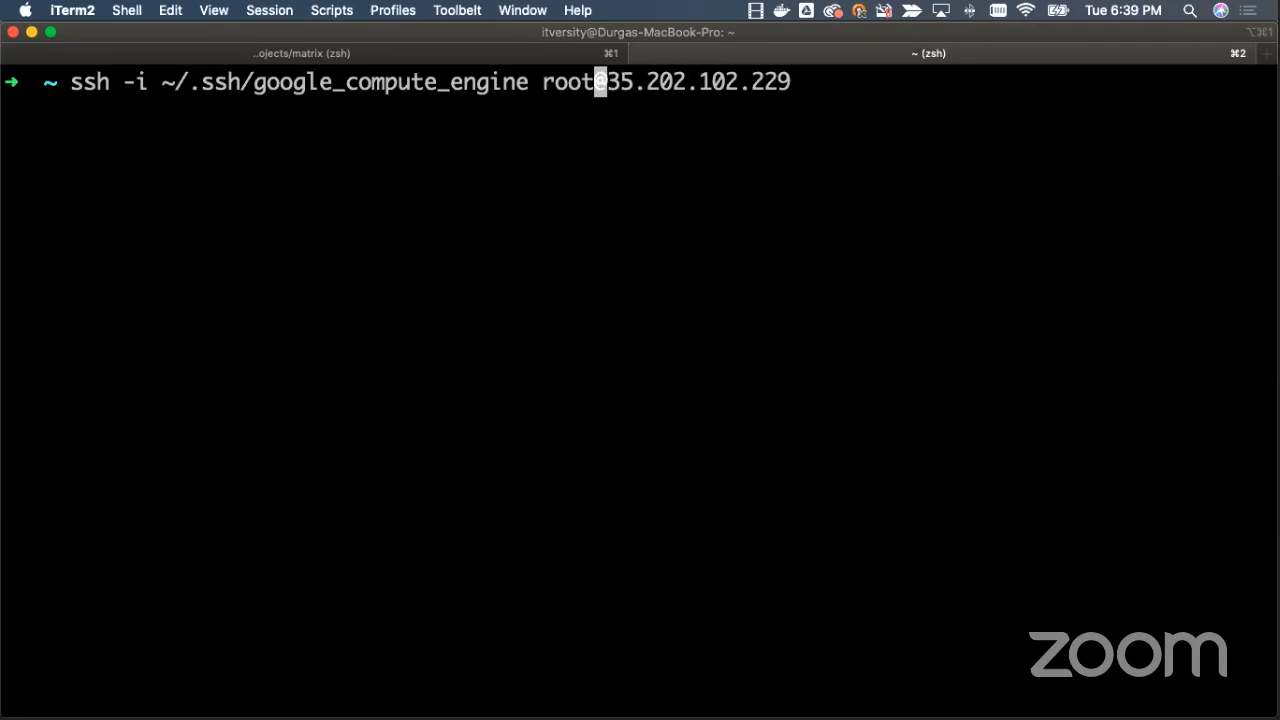 iTerm2 Shell Edit View Session Scripts Profiles Toolbelt Window Help Tue 6:39 PM
itversity@Durgas-MacBook-Pro: ~ ⌥⌘1
..ojects/matrix (zsh) ⌘1 ~ (zsh) ⌘2
➜ ~ ssh -i ~/.ssh/google_compute_engine root@35.202.102.229
zoom